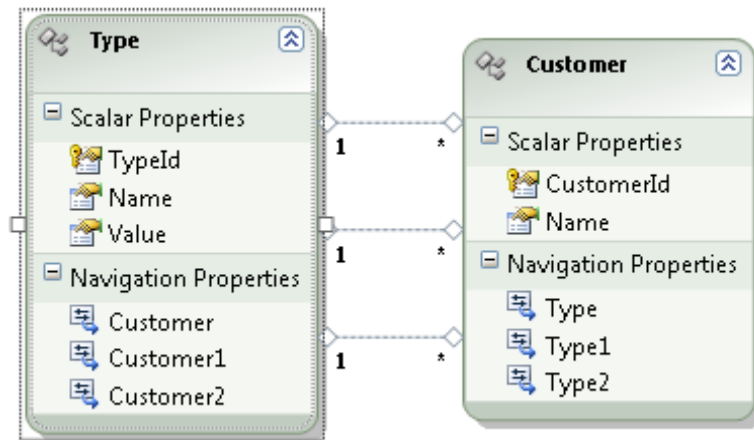 Type
Scalar Properties
TypeId
Name
Value
Navigation Properties
Customer
Customer1
Customer2
1 *
1 *
1 *
Customer
Scalar Properties
CustomerId
Name
Navigation Properties
Type
Type1
Type2